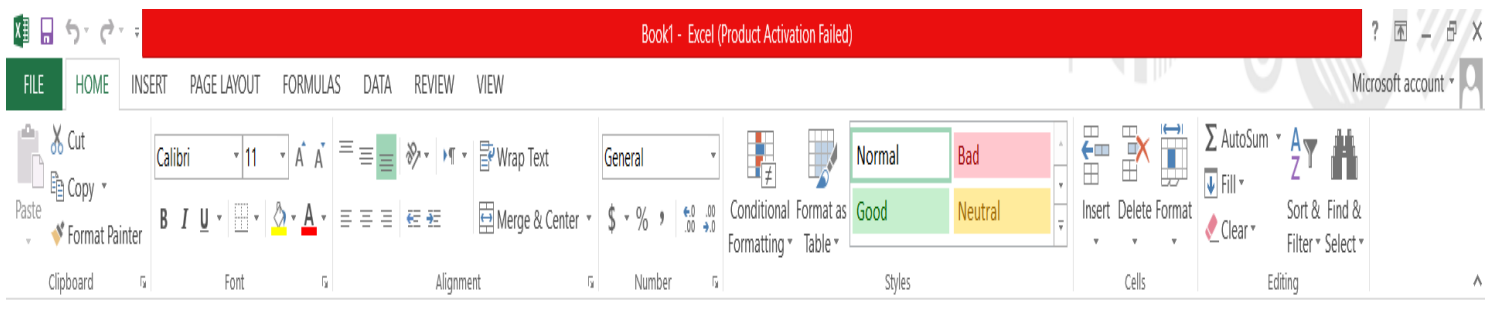 Book1 - Excel (Product Activation Failed)
?
FILE HOME INSERT PAGE LAYOUT FORMULAS DATA REVIEW VIEW
Microsoft account
Paste
Cut
Copy
Format Painter
Clipboard
Calibri 11 A A
B I U A
Font
Wrap Text
Merge & Center
Alignment
General
$ % , .0 .00 .00 .0
Number
Conditional Formatting
Format as Table
Normal Bad
Good Neutral
Styles
Insert Delete Format
Cells
Σ AutoSum
Fill
Clear
A
Z
Sort & Filter
Find & Select
Editing